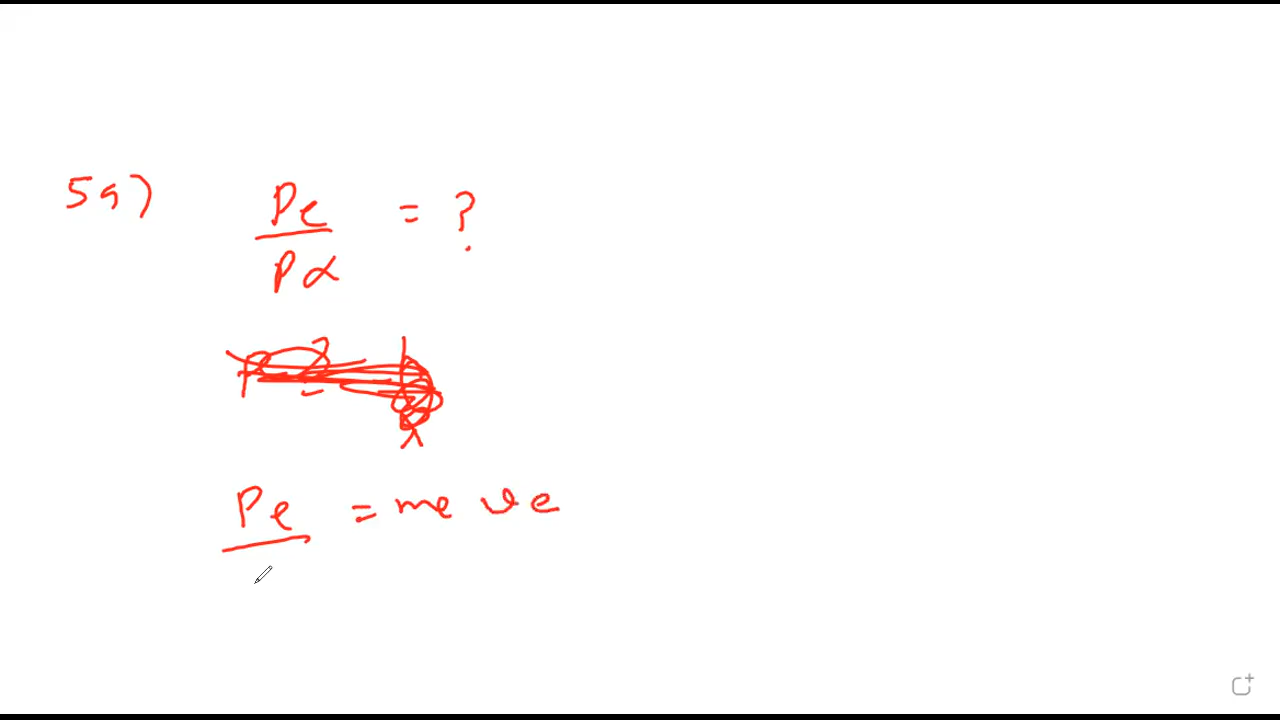 59)
Pe = ?
Pα
Pe = me ve